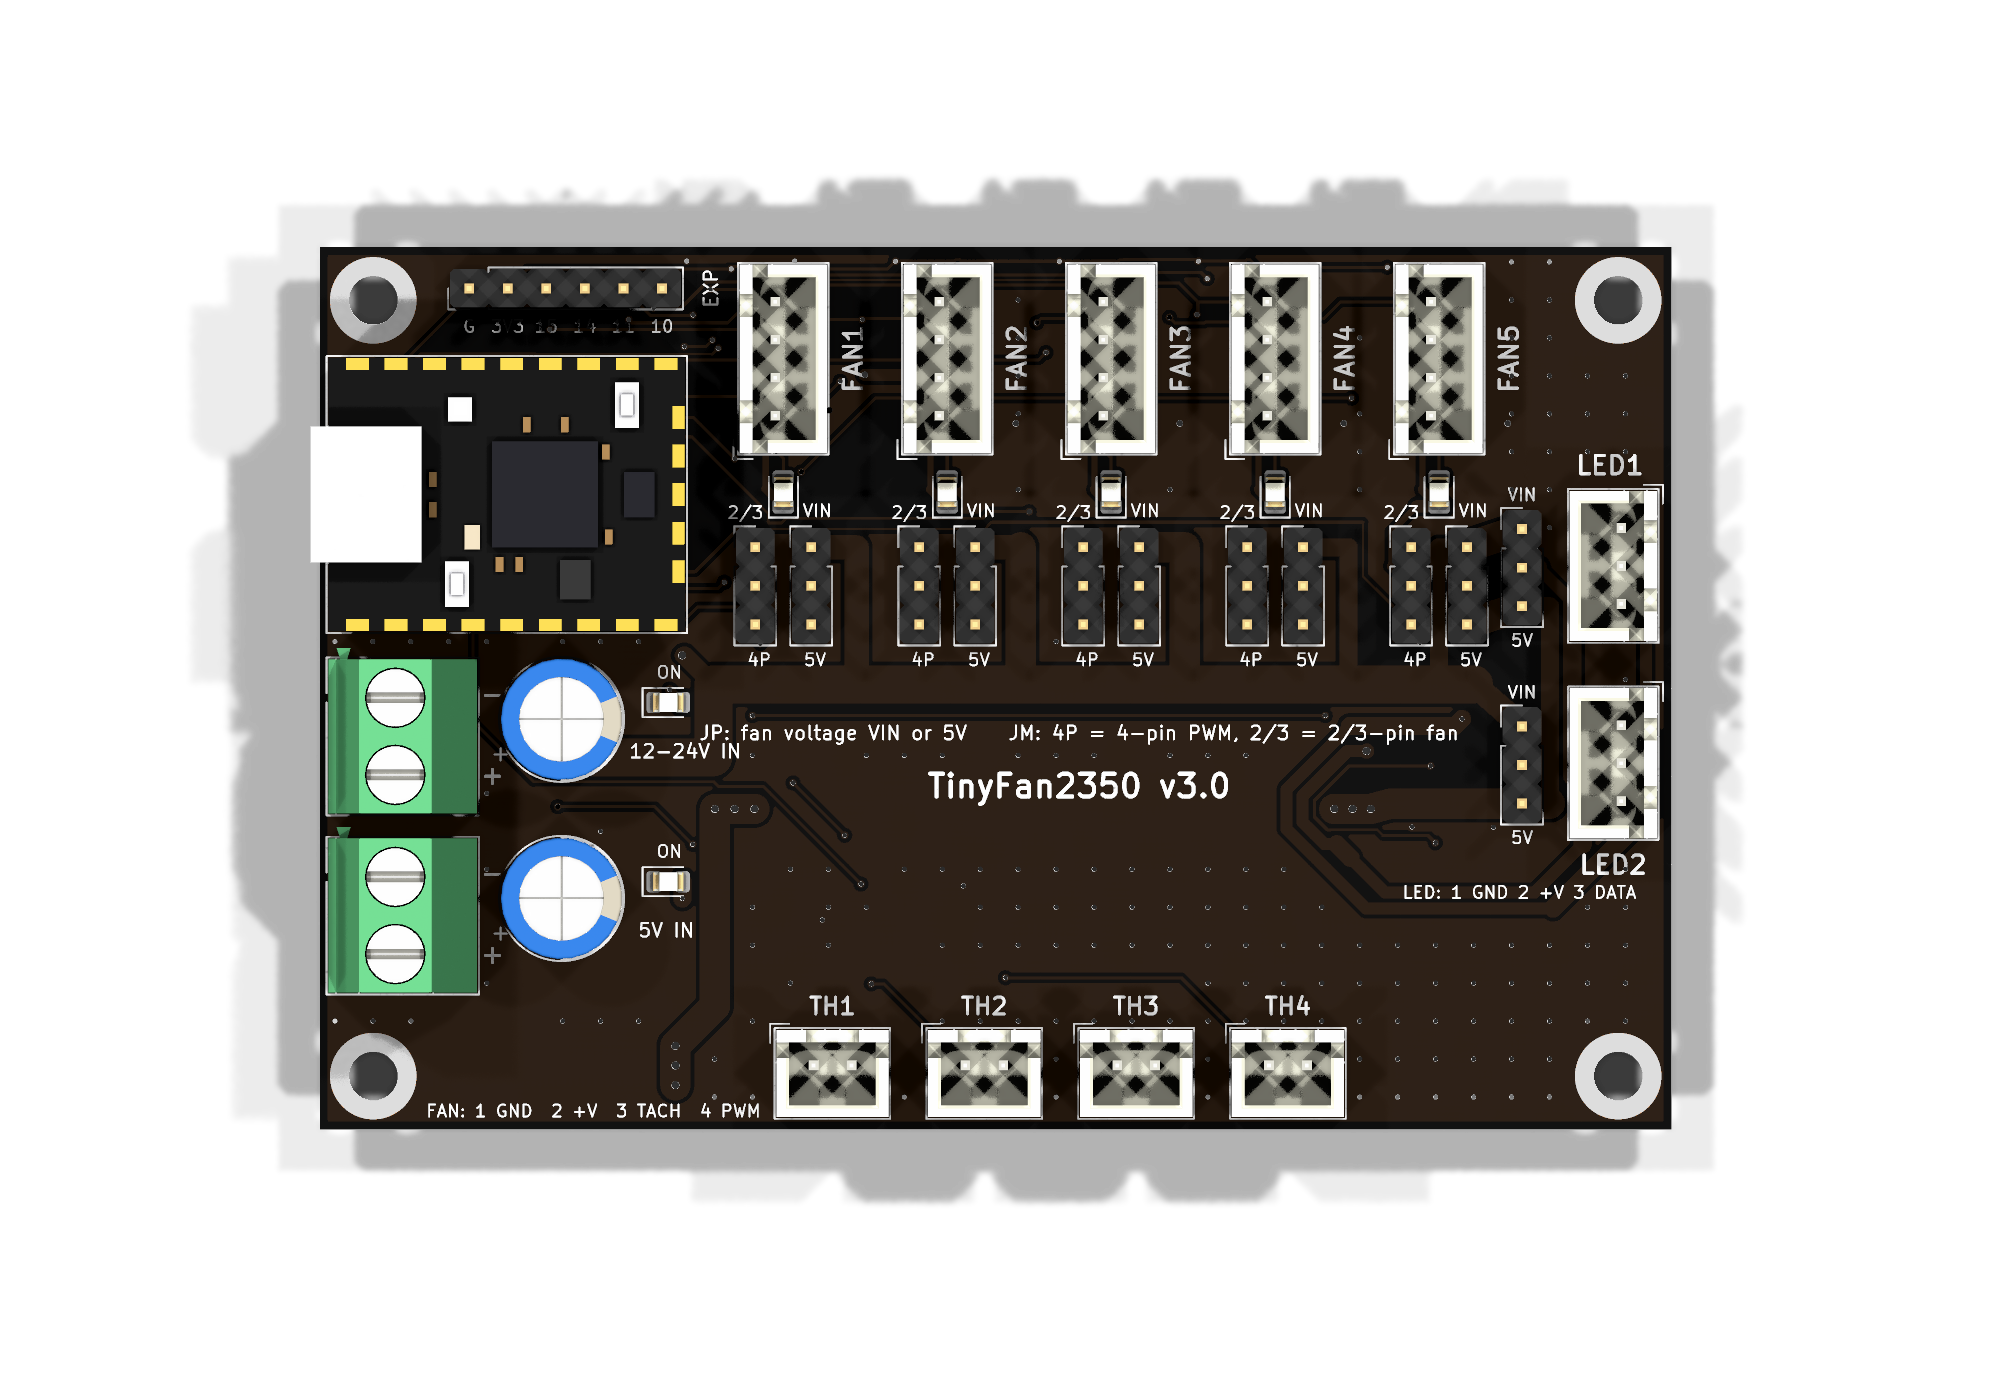 EXP
G 3.3 10
FAN1
FAN2
FAN3
FAN4
FAN5
LED1
2/3 VIN 2/3 VIN 2/3 VIN 2/3 VIN 2/3 VIN VIN
4P 5V 4P 5V 4P 5V 4P 5V 4P 5V 5V
ON
12-24V IN
JP: fan voltage VIN or 5V JM: 4P = 4-pin PWM, 2/3 = 2/3-pin fan
TinyFan2350 v3.0
VIN
5V
LED2
LED: 1 GND 2 +V 3 DATA
ON
5V IN
TH1 TH2 TH3 TH4
FAN: 1 GND 2 +V 3 TACH 4 PWM